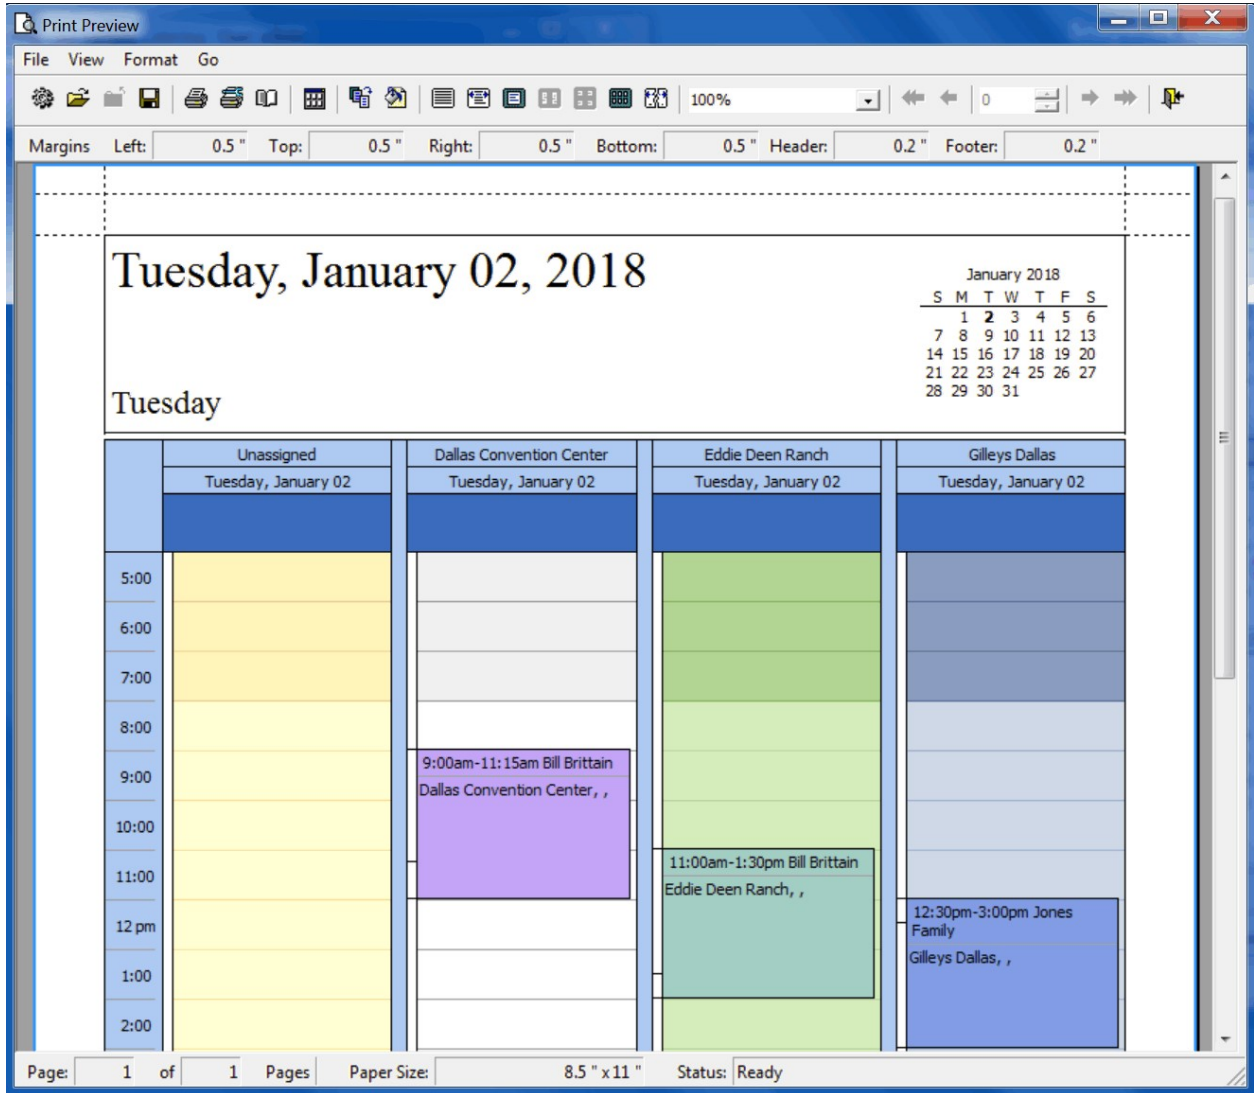 Print Preview
File View Format Go
100%
0
Margins Left: 0.5 " Top: 0.5 " Right: 0.5 " Bottom: 0.5 " Header: 0.2 " Footer: 0.2 "
Tuesday, January 02, 2018
January 2018
S M T W T F S
1 2 3 4 5 6
7 8 9 10 11 12 13
14 15 16 17 18 19 20
21 22 23 24 25 26 27
28 29 30 31
Tuesday
Unassigned Dallas Convention Center Eddie Deen Ranch Gilleys Dallas
Tuesday, January 02 Tuesday, January 02 Tuesday, January 02 Tuesday, January 02
5:00
6:00
7:00
8:00
9:00am-11:15am Bill Brittain
9:00
Dallas Convention Center, ,
10:00
11:00am-1:30pm Bill Brittain
11:00
Eddie Deen Ranch, ,
12:30pm-3:00pm Jones
12 pm
Family
Gilleys Dallas, ,
1:00
2:00
Page: 1 of 1 Pages Paper Size: 8.5 " x 11 " Status: Ready